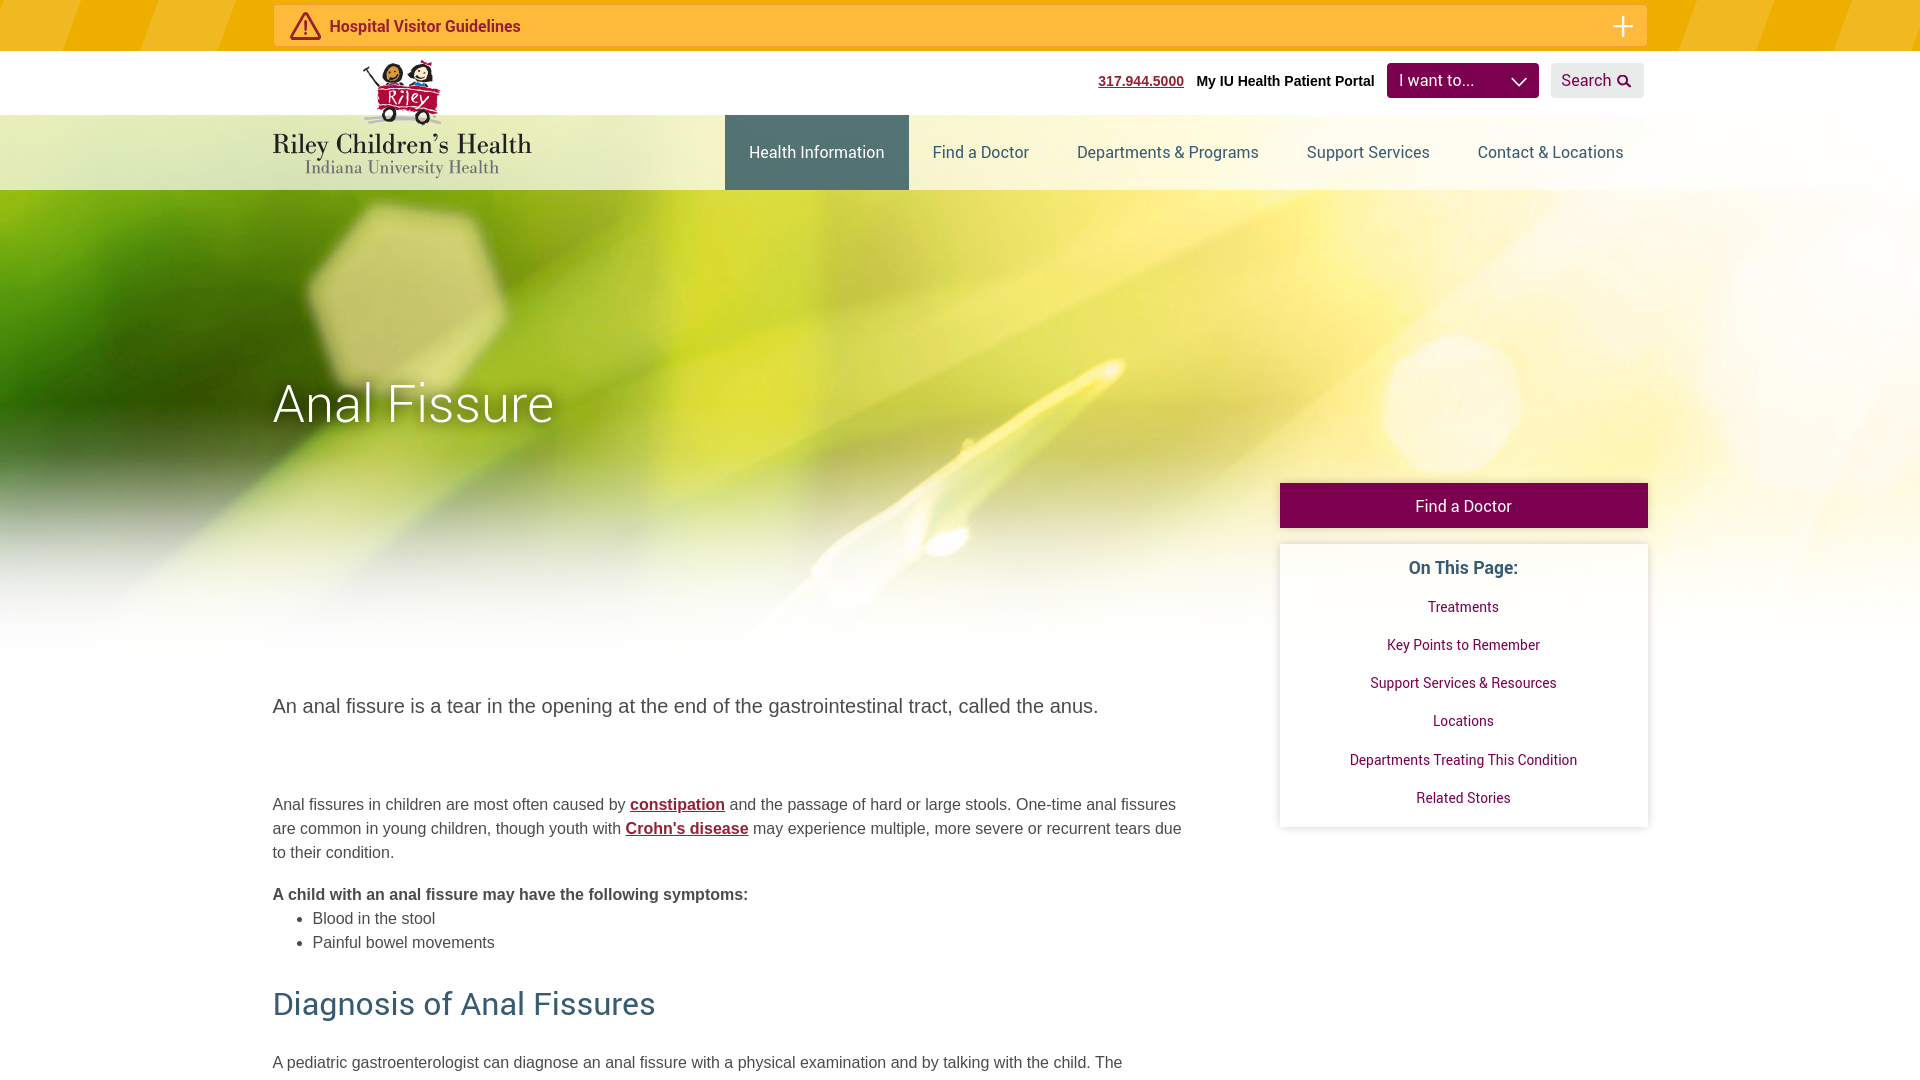 Hospital Visitor Guidelines
317.944.5000 My IU Health Patient Portal I want to... Search
Riley
Riley Children's Health
Indiana University Health
Health Information Find a Doctor Departments & Programs Support Services Contact & Locations
Anal Fissure
Find a Doctor
On This Page:
Treatments
Key Points to Remember
Support Services & Resources
Locations
Departments Treating This Condition
Related Stories
An anal fissure is a tear in the opening at the end of the gastrointestinal tract, called the anus.
Anal fissures in children are most often caused by constipation and the passage of hard or large stools. One-time anal fissures
are common in young children, though youth with Crohn's disease may experience multiple, more severe or recurrent tears due
to their condition.
A child with an anal fissure may have the following symptoms:
• Blood in the stool
• Painful bowel movements
Diagnosis of Anal Fissures
A pediatric gastroenterologist can diagnose an anal fissure with a physical examination and by talking with the child. The